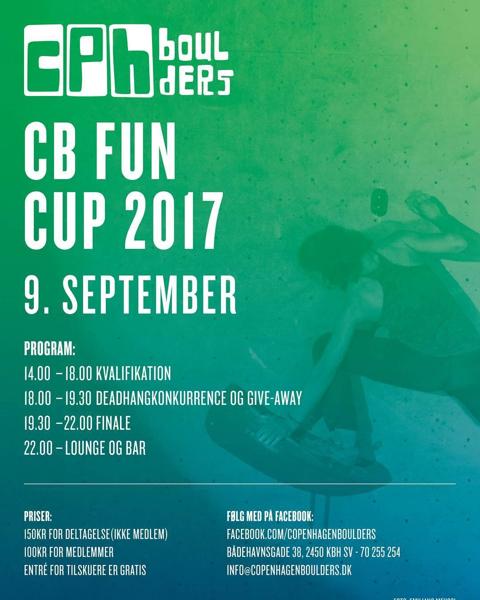 cph boul
ders
CB FUN
CUP 2017
9. SEPTEMBER
PROGRAM:
14.00 – 18.00 KVALIFIKATION
18.00 – 19.30 DEADHANGKONKURRENCE OG GIVE-AWAY
19.30 – 22.00 FINALE
22.00 – LOUNGE OG BAR
PRISER:
150KR FOR DELTAGELSE(IKKE MEDLEM)
100KR FOR MEDLEMMER
ENTRÉ FOR TILSKUERE ER GRATIS
FØLG MED PÅ FACEBOOK:
FACEBOOK.COM/COPENHAGENBOULDERS
BÅDEHAVNSGADE 38, 2450 KBH SV - 70 255 254
INFO@COPENHAGENBOULDERS.DK